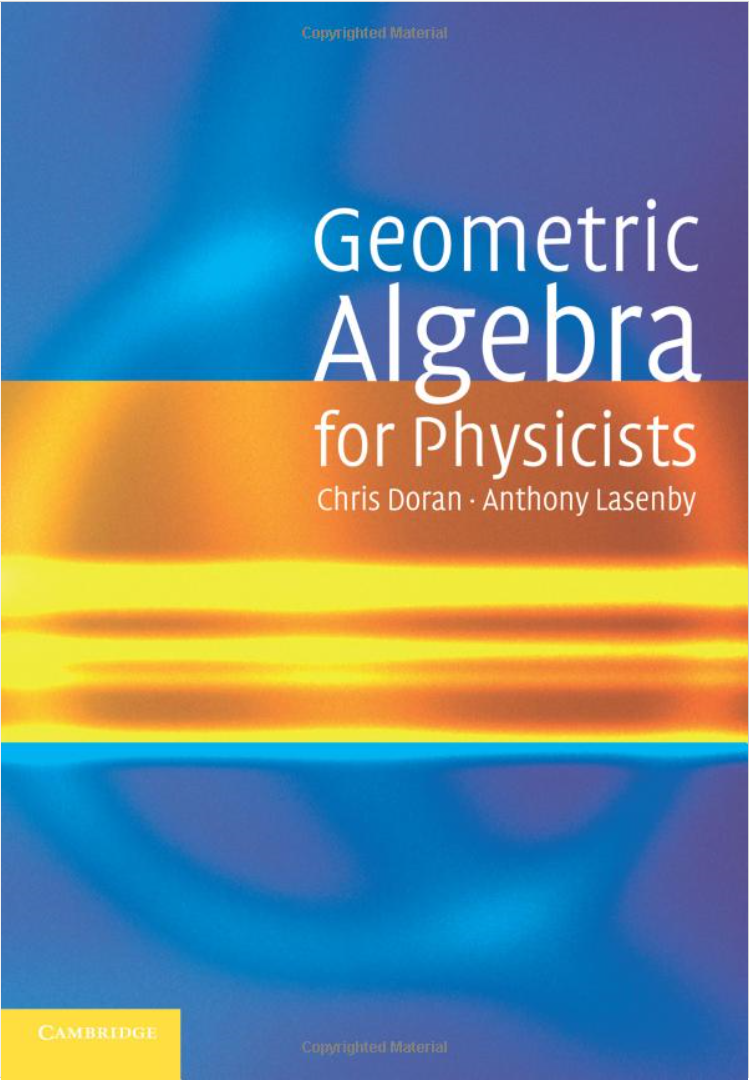 Copyrighted Material
Geometric
Algebra
for Physicists
Chris Doran · Anthony Lasenby
CAMBRIDGE
Copyrighted Material